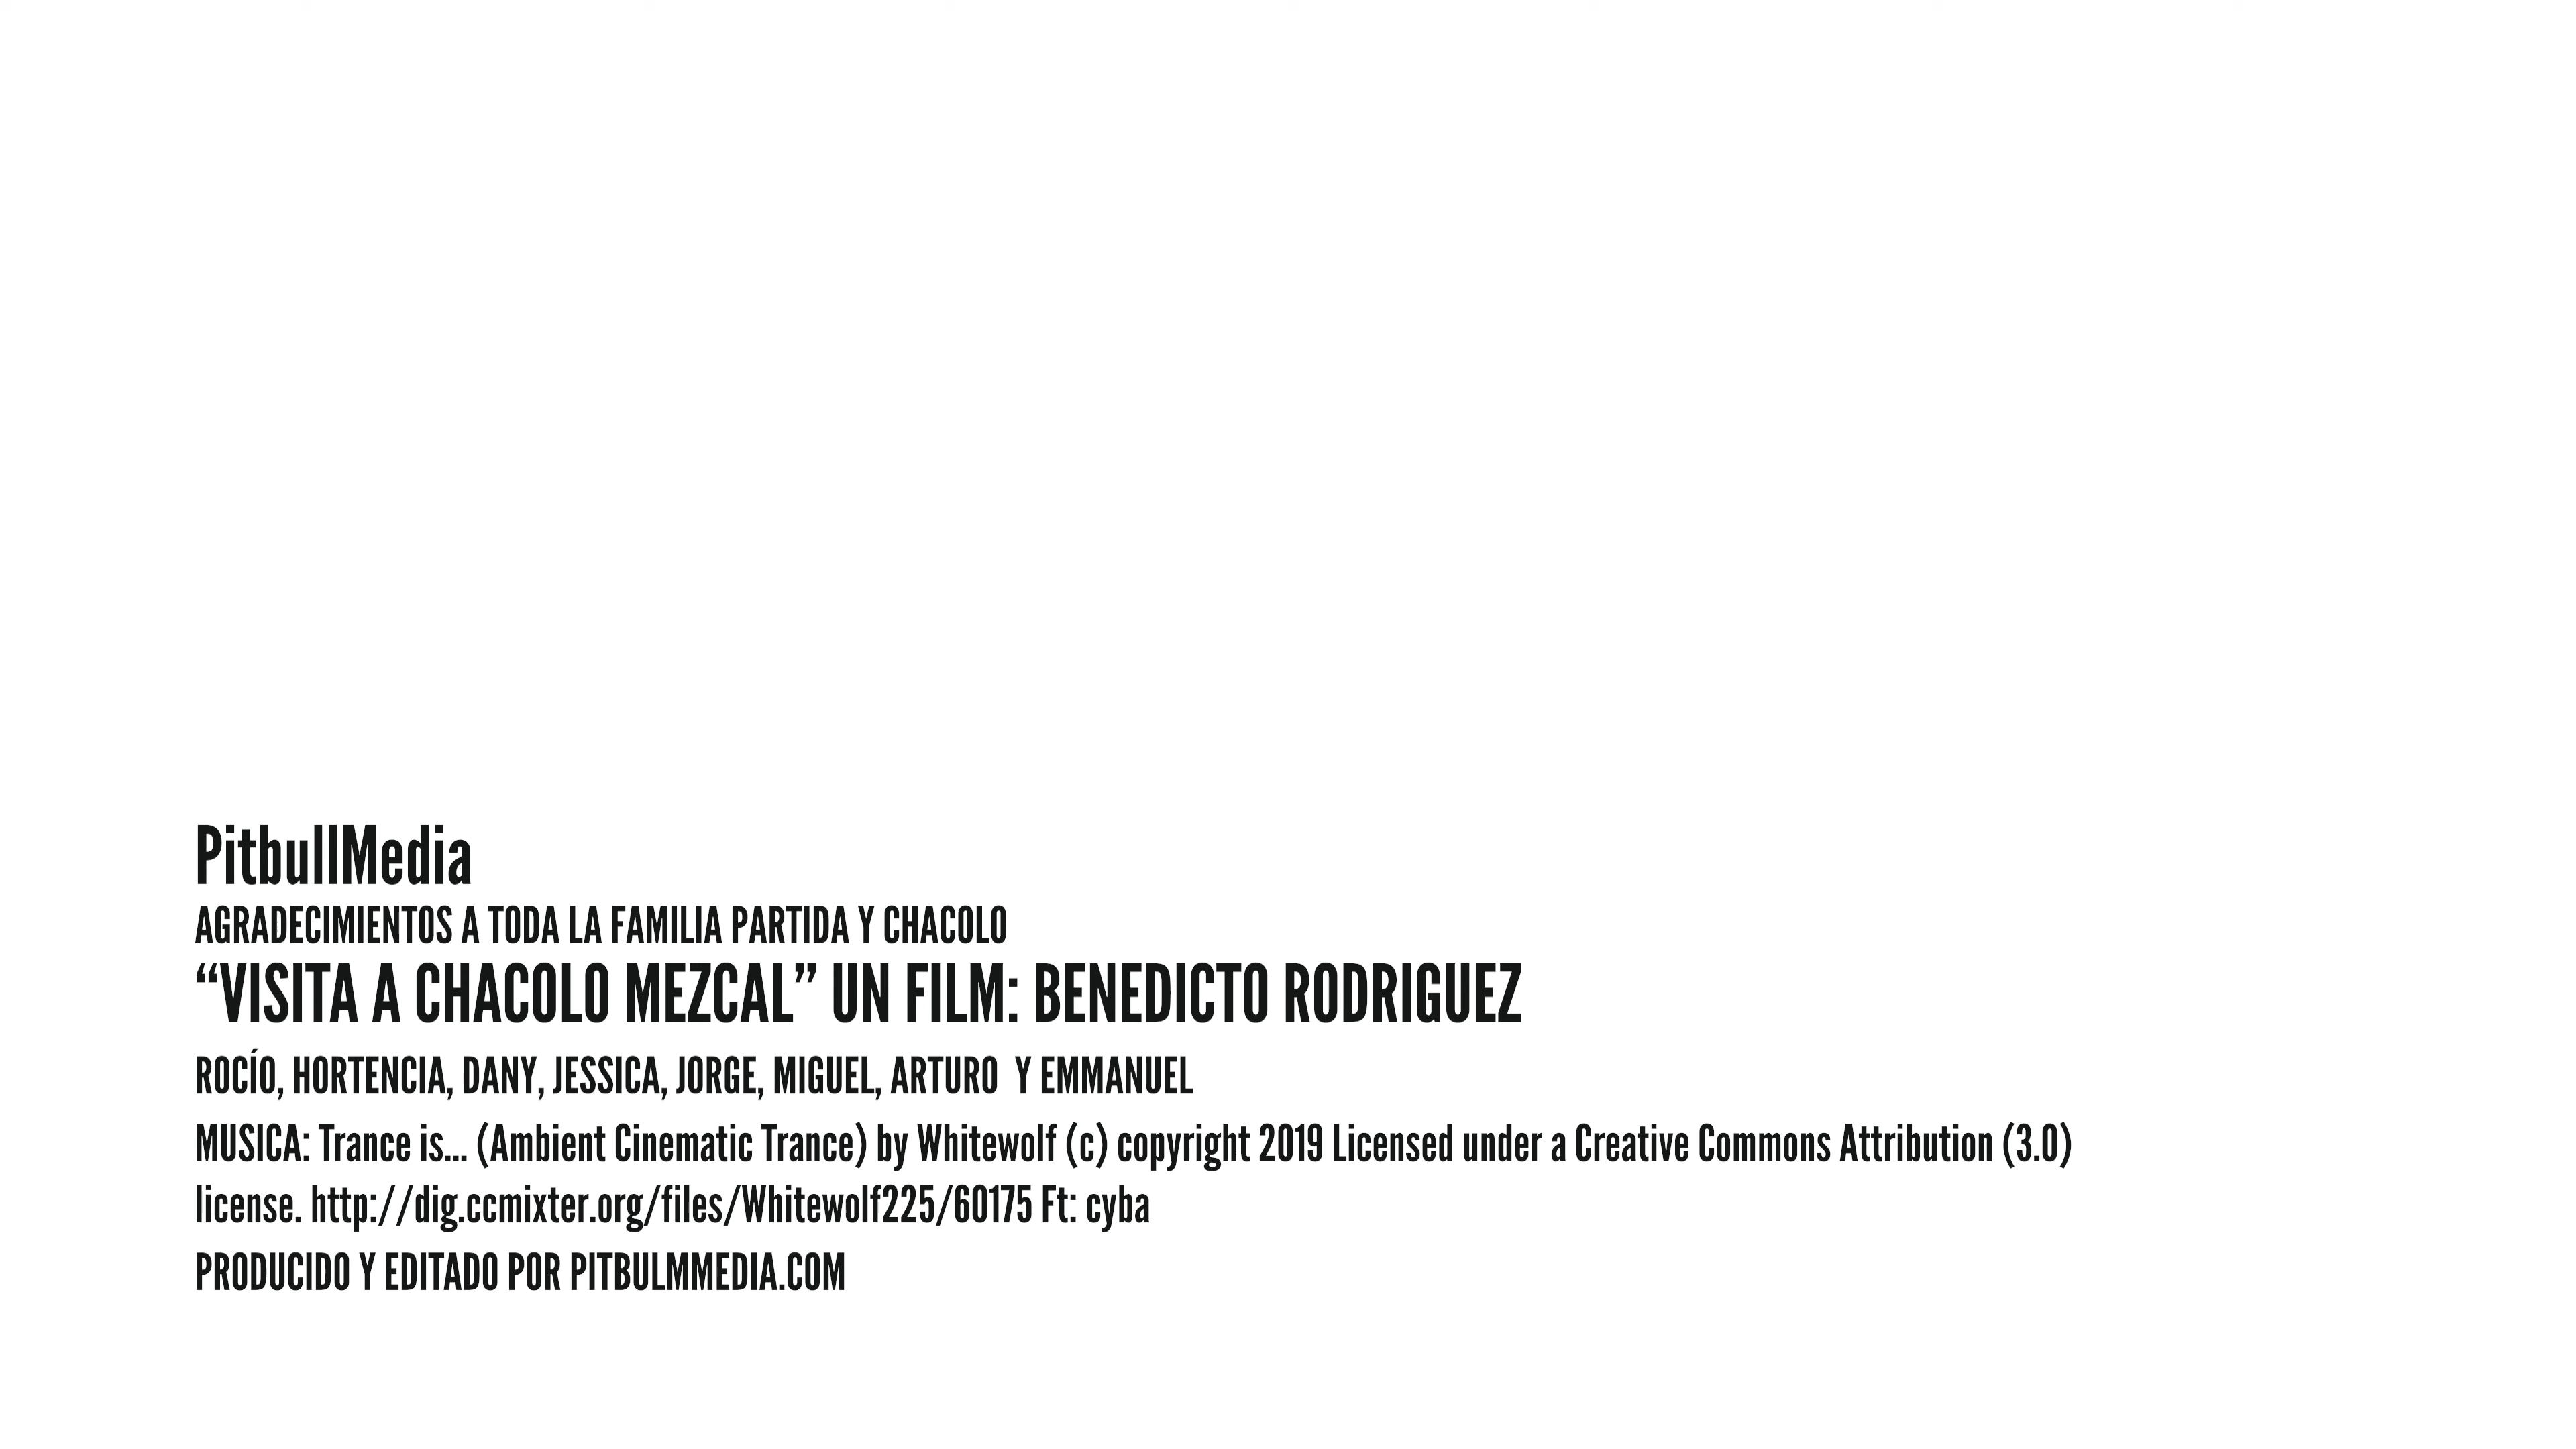 PitbullMedia
AGRADECIMIENTOS A TODA LA FAMILIA PARTIDA Y CHACOLO
“VISITA A CHACOLO MEZCAL” UN FILM: BENEDICTO RODRIGUEZ
ROCÍO, HORTENCIA, DANY, JESSICA, JORGE, MIGUEL, ARTURO  Y EMMANUEL
MUSICA: Trance is... (Ambient Cinematic Trance) by Whitewolf (c) copyright 2019 Licensed under a Creative Commons Attribution (3.0)
license. http://dig.ccmixter.org/files/Whitewolf225/60175 Ft: cyba
PRODUCIDO Y EDITADO POR PITBULMMEDIA.COM